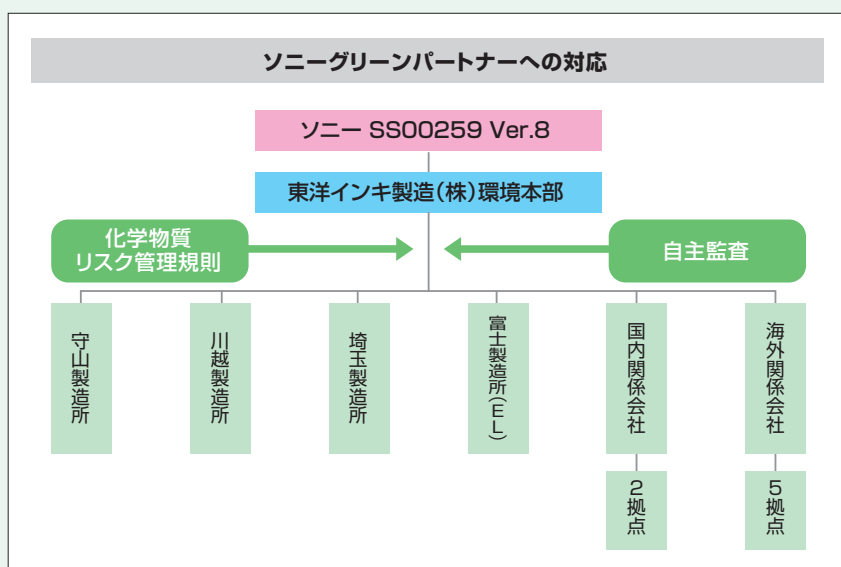 ソニーグリーンパートナーへの対応
ソニー SS00259 Ver.8
東洋インキ製造(株)環境本部
化学物質
リスク管理規則
自主監査
守山製造所
川越製造所
埼玉製造所
富士製造所(EL)
国内関係会社
海外関係会社
2拠点
5拠点